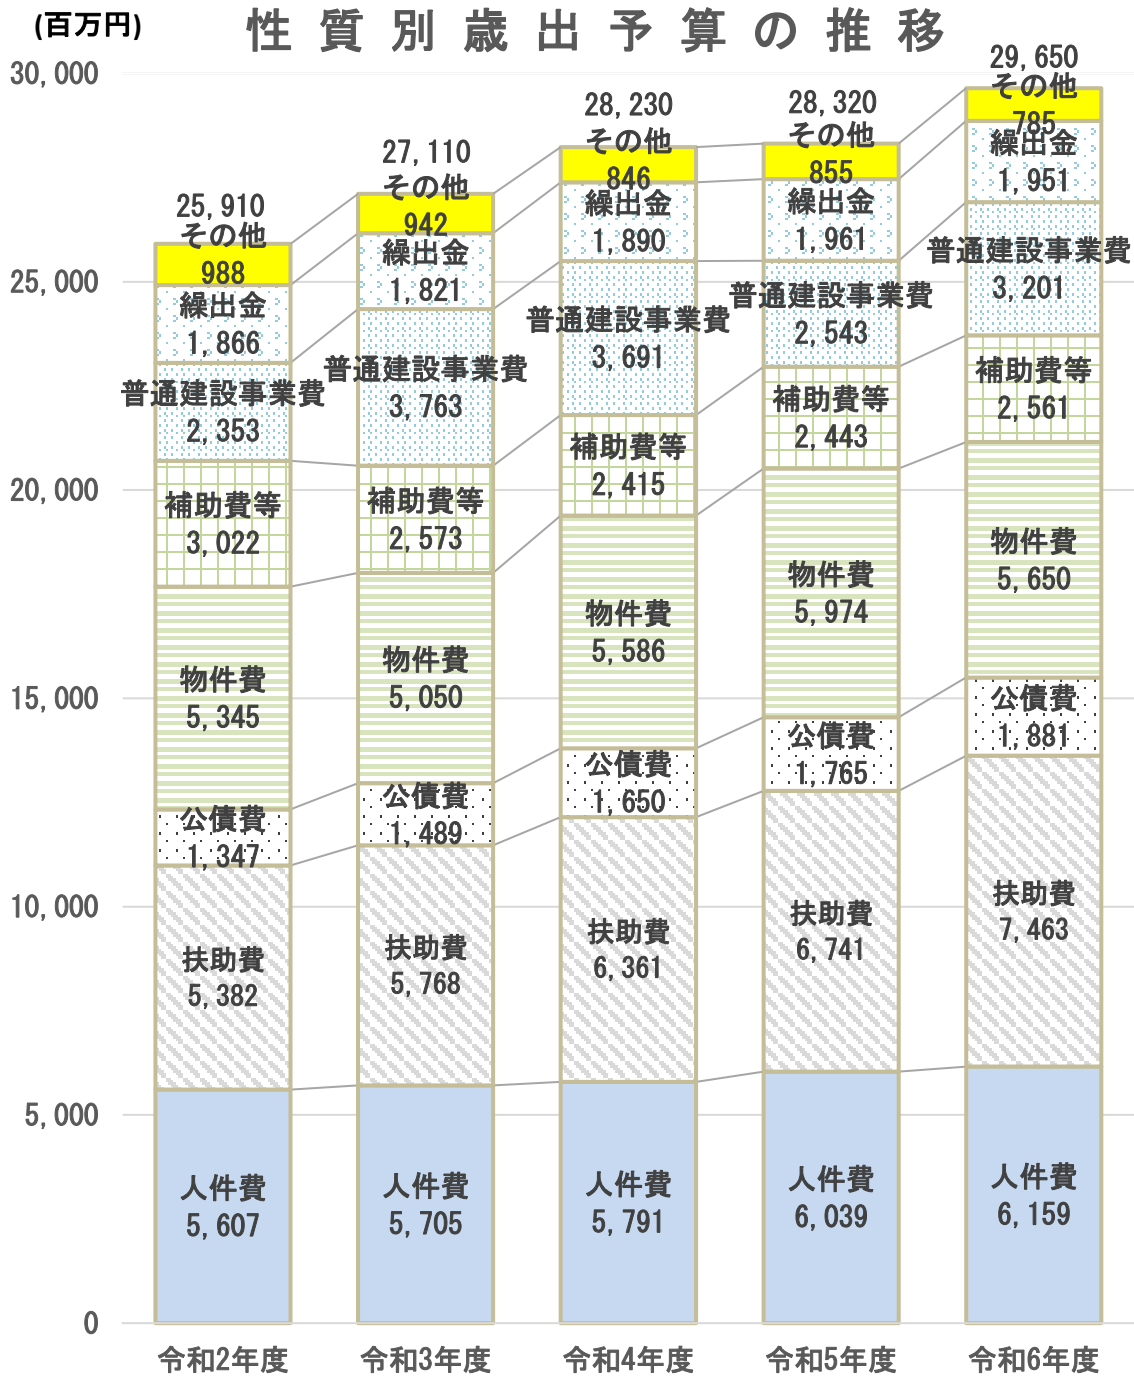 (百万円)
性質別歳出予算の推移
30,000
25,000
20,000
15,000
10,000
5,000
0
25,910
その他
988
繰出金
1,866
普通建設事業費
2,353
補助費等
3,022
物件費
5,345
公債費
1,347
扶助費
5,382
人件費
5,607
令和2年度
27,110
その他
942
繰出金
1,821
普通建設事業費
3,763
補助費等
2,573
物件費
5,050
公債費
1,489
扶助費
5,768
人件費
5,705
令和3年度
28,230
その他
846
繰出金
1,890
普通建設事業費
3,691
補助費等
2,415
物件費
5,586
公債費
1,650
扶助費
6,361
人件費
5,791
令和4年度
28,320
その他
855
繰出金
1,961
普通建設事業費
2,543
補助費等
2,443
物件費
5,974
公債費
1,765
扶助費
6,741
人件費
6,039
令和5年度
29,650
その他
785
繰出金
1,951
普通建設事業費
3,201
補助費等
2,561
物件費
5,650
公債費
1,881
扶助費
7,463
人件費
6,159
令和6年度